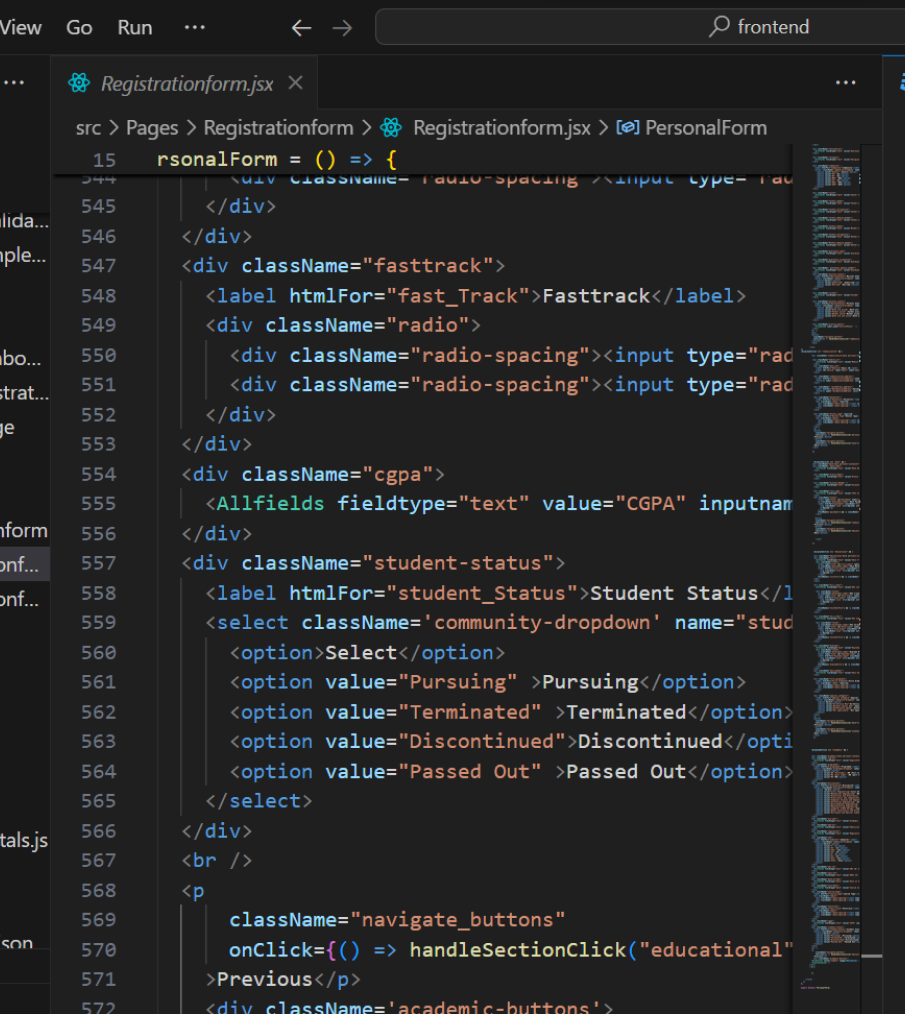 View Go Run ··· ← → frontend
··· Registrationform.jsx × ···
src > Pages > Registrationform > Registrationform.jsx > PersonalForm
15 rsonalForm = () => {
544 <div className="radio-spacing"><input type="rad
545 </div>
546 </div>
547 <div className="fasttrack">
548 <label htmlFor="fast_Track">Fasttrack</label>
549 <div className="radio">
550 <div className="radio-spacing"><input type="rad
551 <div className="radio-spacing"><input type="rad
552 </div>
553 </div>
554 <div className="cgpa">
555 <Allfields fieldtype="text" value="CGPA" inputnam
556 </div>
557 <div className="student-status">
558 <label htmlFor="student_Status">Student Status</l
559 <select className='community-dropdown' name="stud
560 <option>Select</option>
561 <option value="Pursuing" >Pursuing</option>
562 <option value="Terminated" >Terminated</option>
563 <option value="Discontinued">Discontinued</opti
564 <option value="Passed Out" >Passed Out</option>
565 </select>
566 </div>
567 <br />
568 <p
569 className="navigate_buttons"
570 onClick={() => handleSectionClick("educational"
571 >Previous</p>
572 <div className='academic-buttons'>
alida...
mple...
abo...
strat...
ge
nform
onf...
onf...
tals.js
son